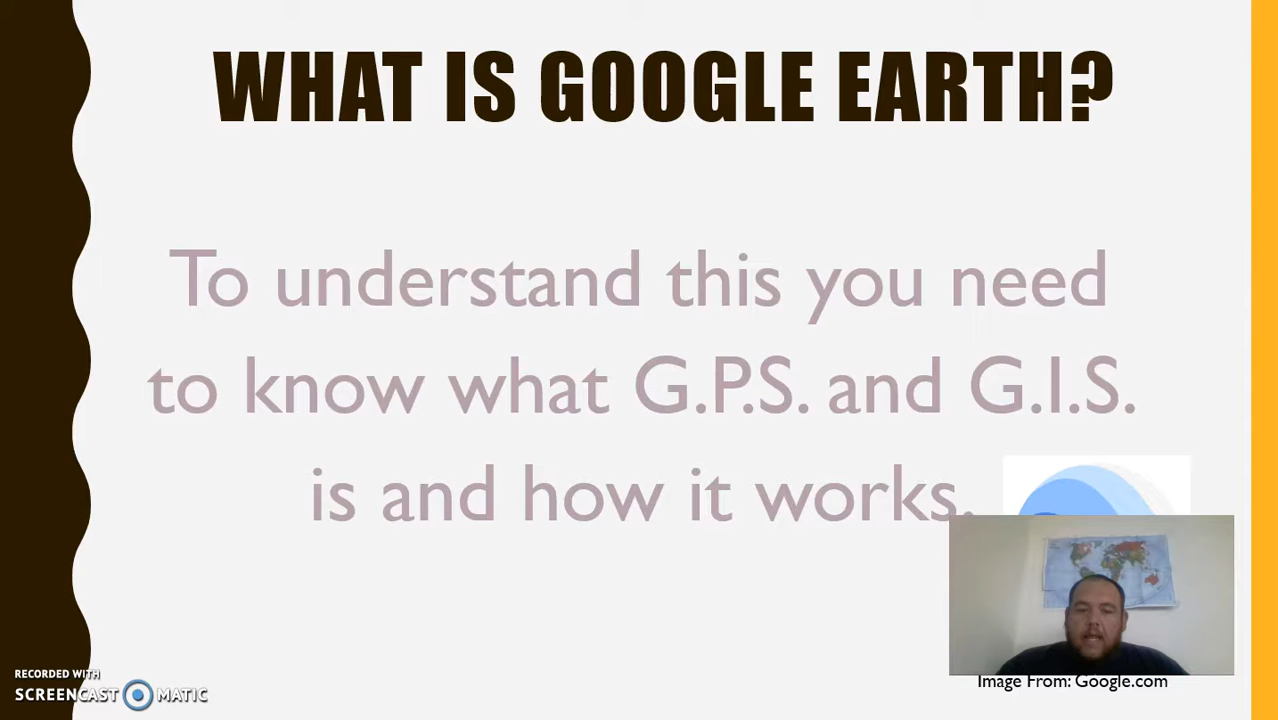 WHAT IS GOOGLE EARTH?
To understand this you need
to know what G.P.S. and G.I.S.
is and how it works.
Image From: Google.com
RECORDED WITH
SCREENCAST MATIC